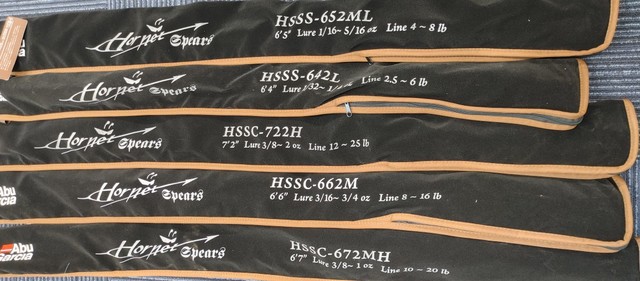 Hornet Spears
HSSS-652ML
6'5" Lure 1/16~ 5/16 oz Line 4 ~ 8 lb
Hornet Spears
HSSS-642L
6'4" Lure 1/32~ Line 2.5 ~ 6 lb
Hornet Spears
HSSC-722H
7'2" Lure 3/8~ 2 oz Line 12 ~ 25 lb
Abu
Garcia
Hornet Spears
HSSC-662M
6'6" Lure 3/16~ 3/4 oz Line 8 ~ 16 lb
Abu
Garcia
Hornet Spears
HSSC-672MH
6'7" Lure 3/8~ 1 oz Line 10 ~ 20 lb